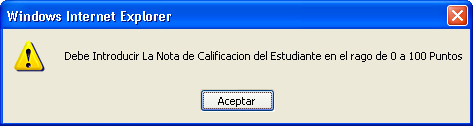 Windows Internet Explorer
Debe Introducir La Nota de Calificacion del Estudiante en el rago de 0 a 100 Puntos
Aceptar